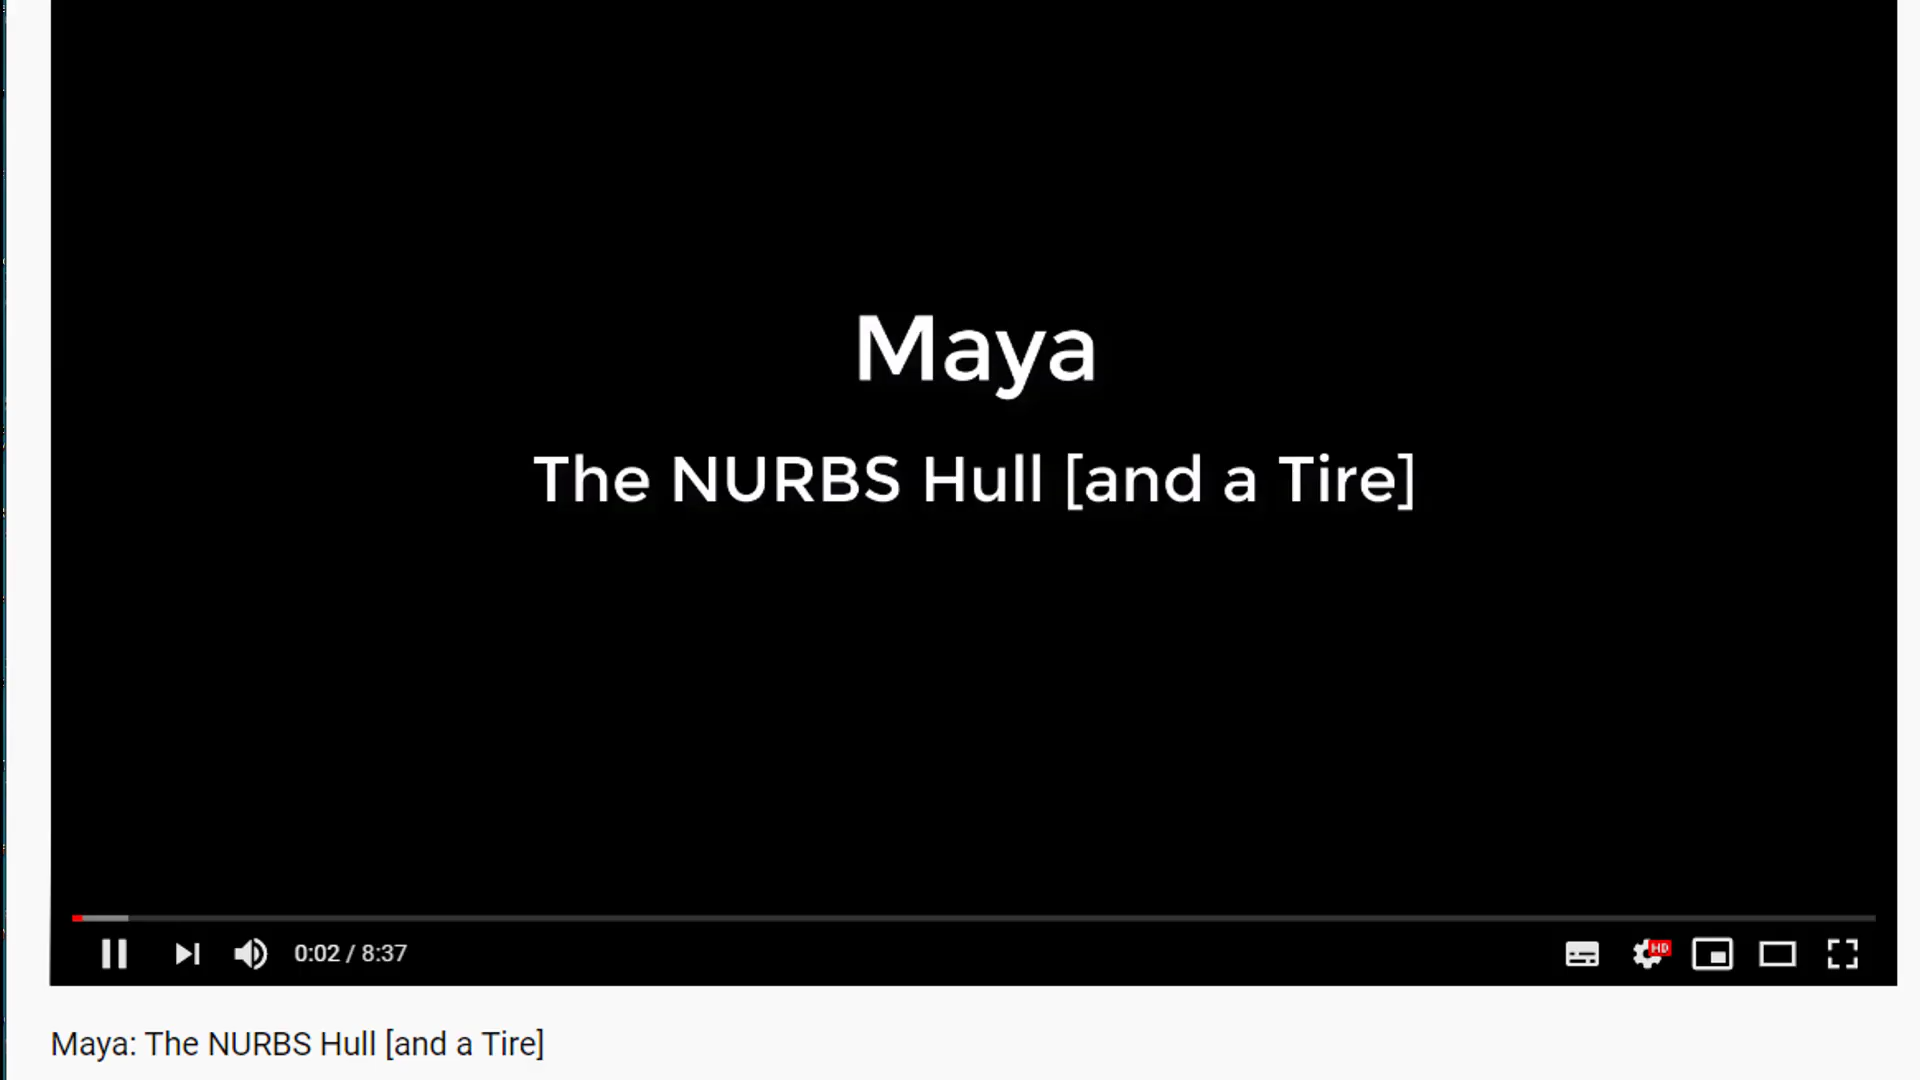 Maya
The NURBS Hull [and a Tire]
0:02 / 8:37
HD
Maya: The NURBS Hull [and a Tire]